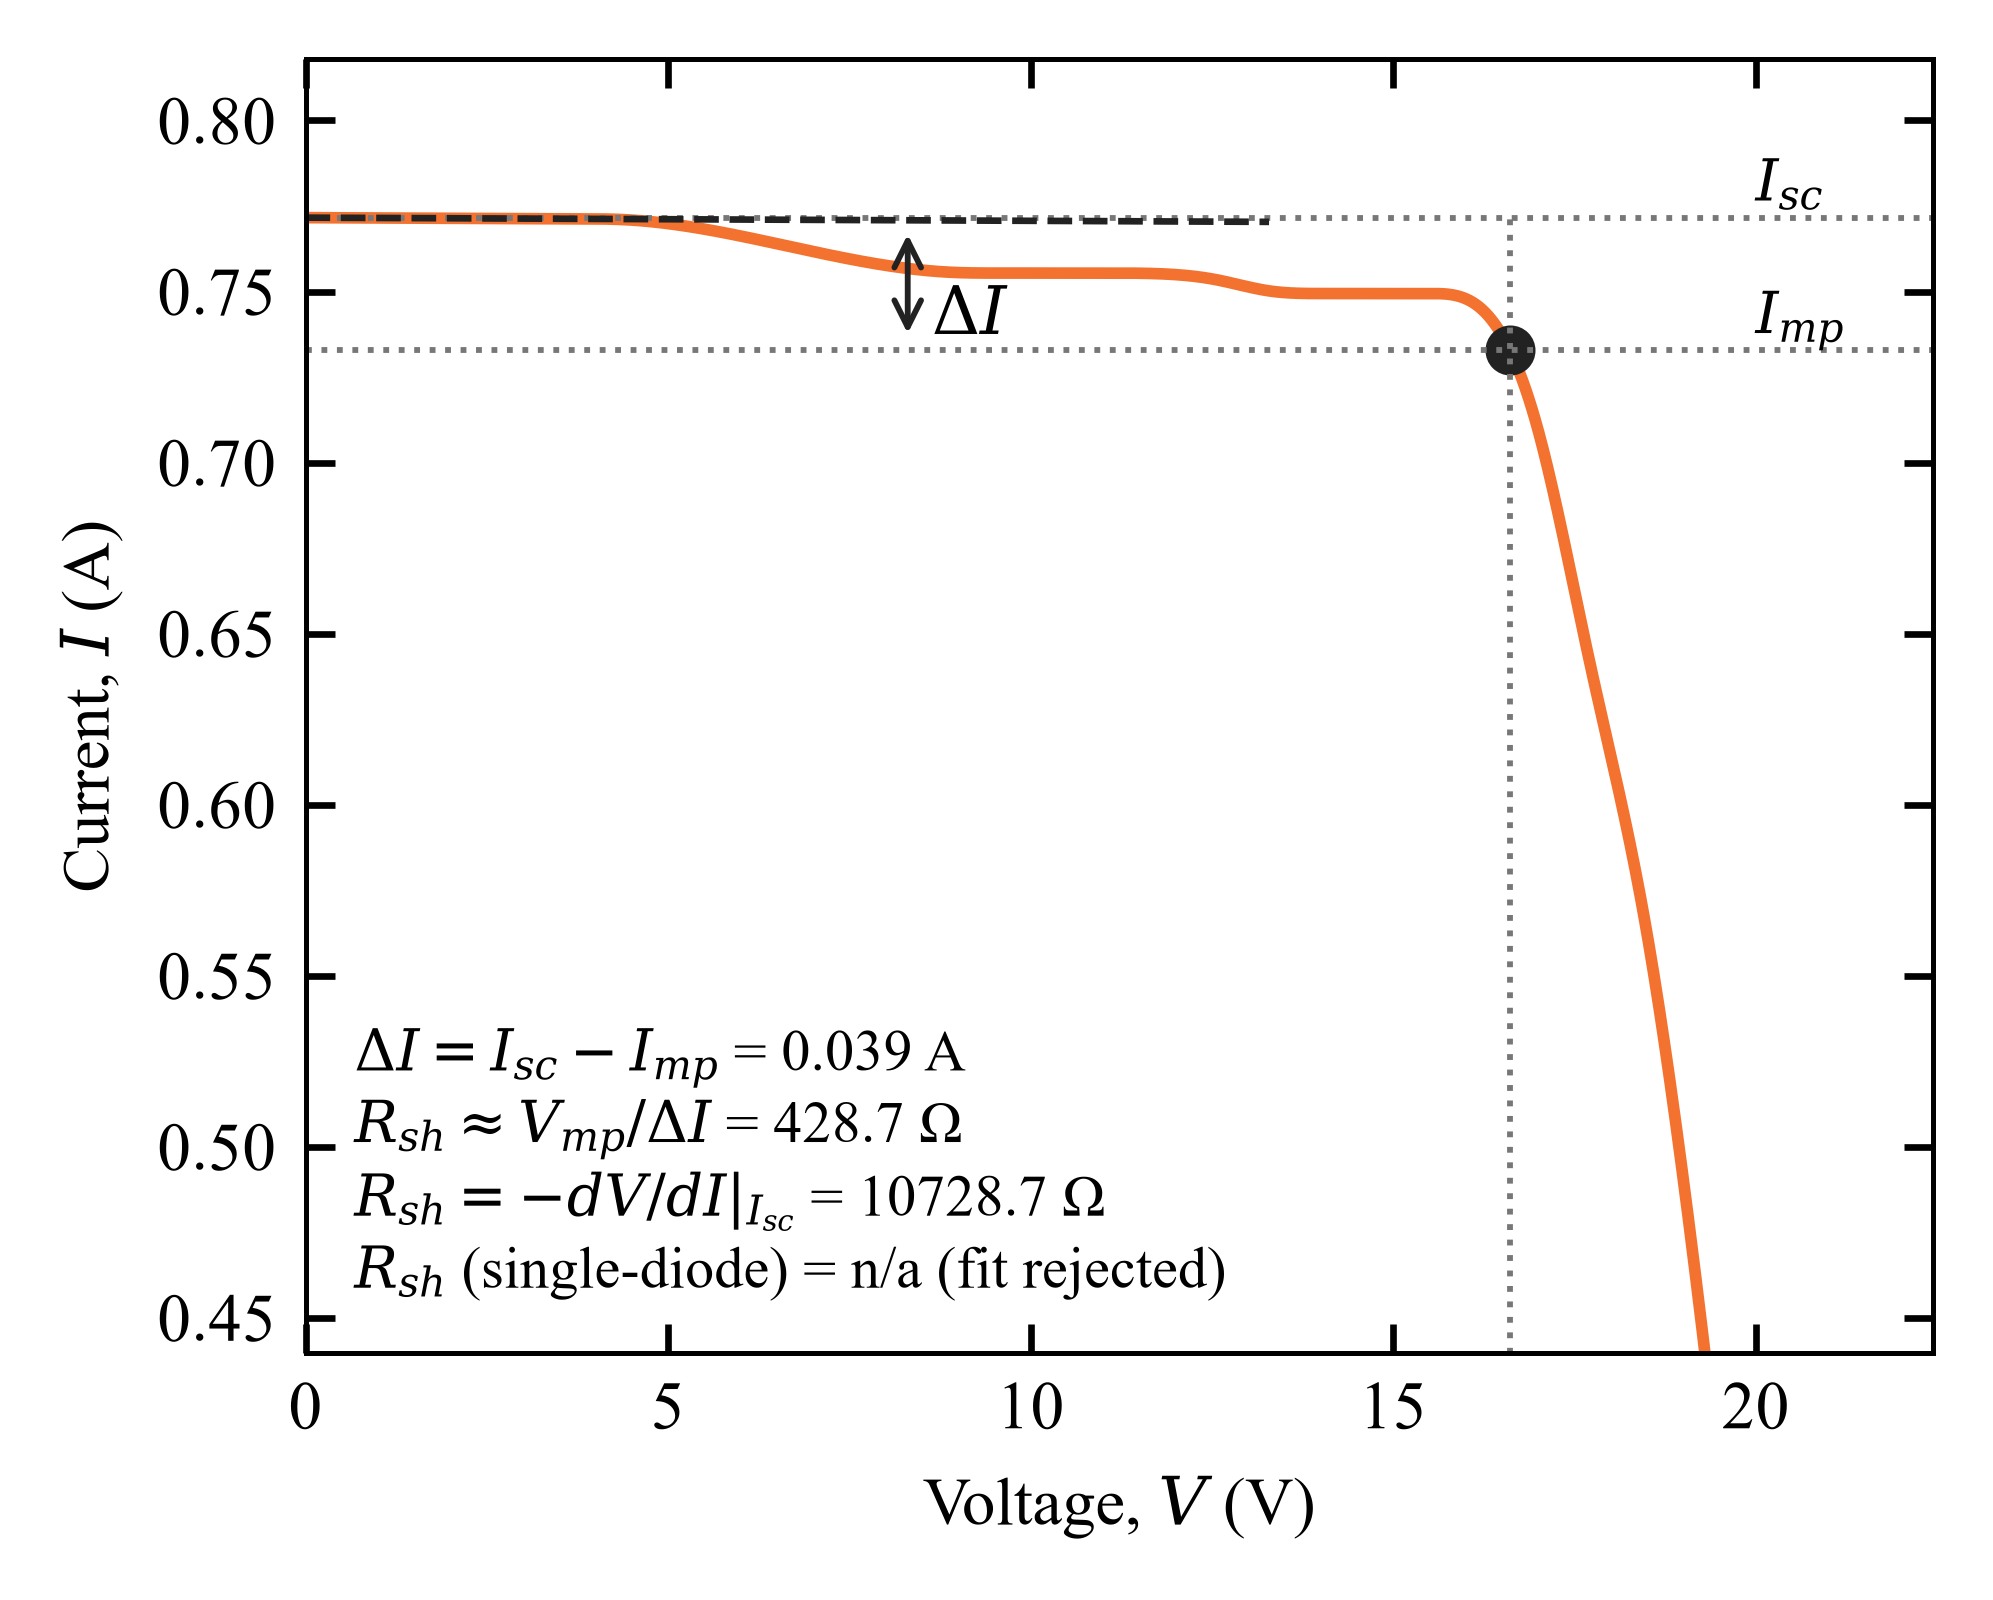 0.80
0.75
0.70
0.65
0.60
0.55
0.50
0.45
Current, I (A)
I_sc
I_mp
ΔI
ΔI = I_sc − I_mp = 0.039 A
R_sh ≈ V_mp/ΔI = 428.7 Ω
R_sh = −dV/dI|_{I_sc} = 10728.7 Ω
R_sh (single-diode) = n/a (fit rejected)
0 5 10 15 20
Voltage, V (V)